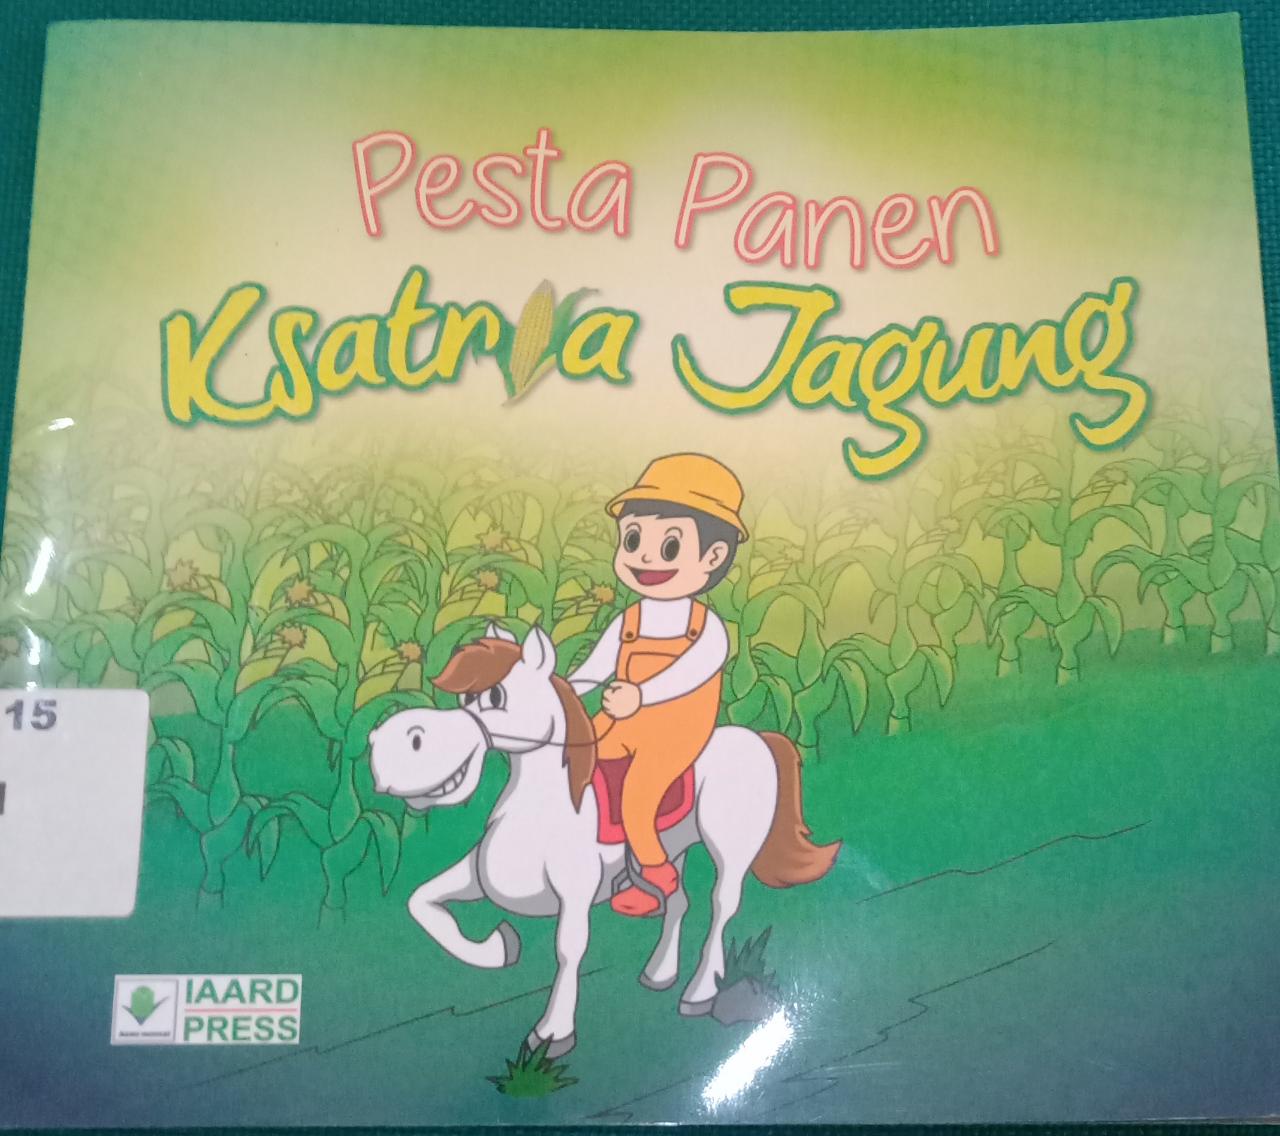 Pesta Panen
Ksatria Jagung
15
IAARD
PRESS